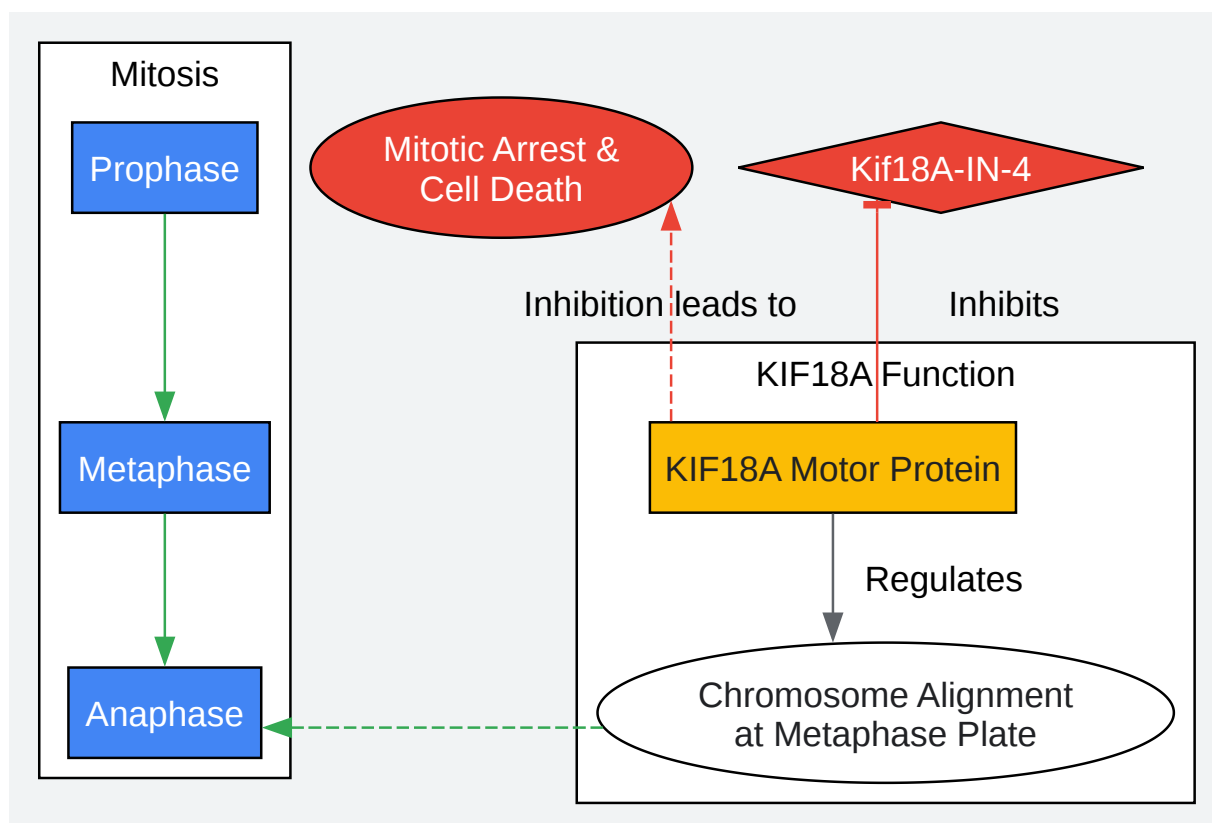 Mitosis
Prophase
Metaphase
Anaphase
Mitotic Arrest &
Cell Death
Kif18A-IN-4
Inhibition leads to
Inhibits
KIF18A Function
KIF18A Motor Protein
Regulates
Chromosome Alignment
at Metaphase Plate